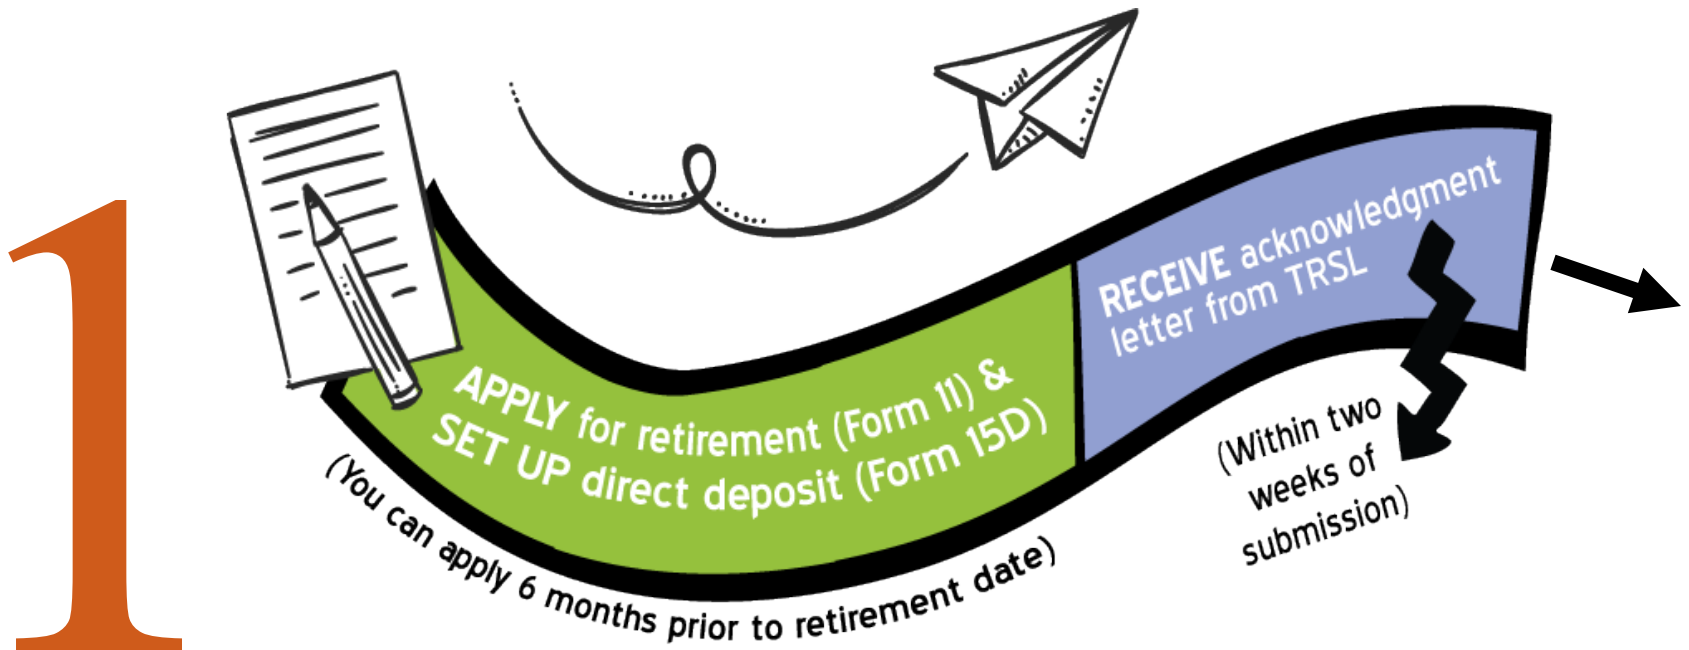 1
APPLY for retirement (Form 11) &
SET UP direct deposit (Form 15D)
(You can apply 6 months prior to retirement date)
RECEIVE acknowledgment
letter from TRSL
(Within two
weeks of
submission)